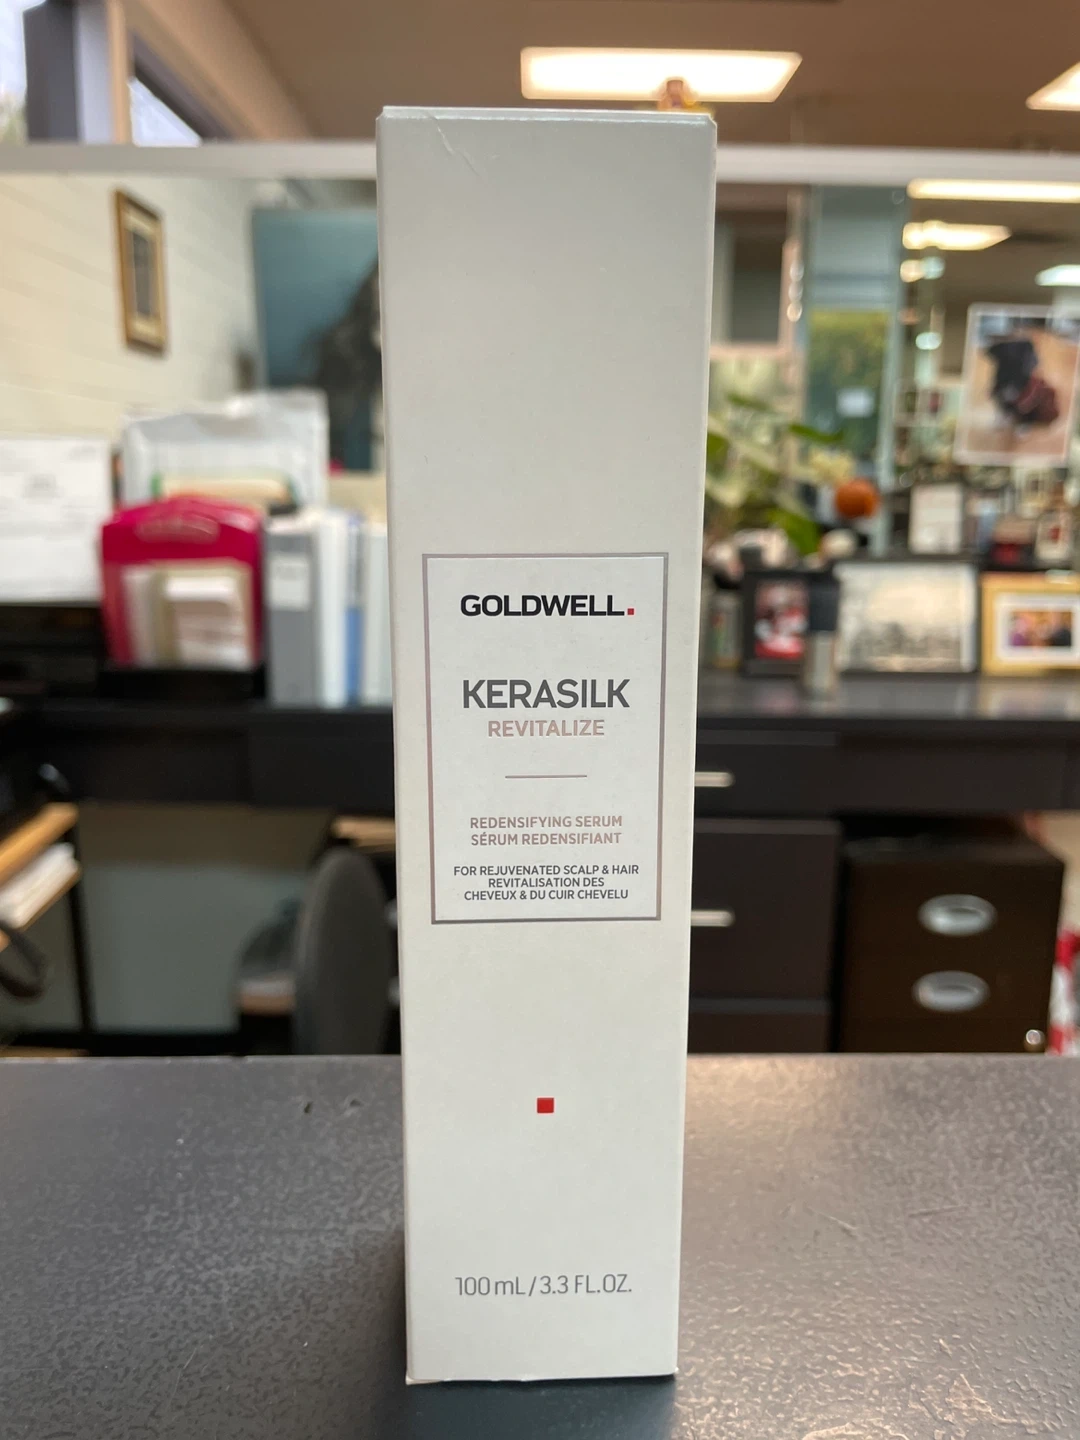 GOLDWELL.
KERASILK
REVITALIZE
REDENSIFYING SERUM
SÉRUM REDENSIFIANT
FOR REJUVENATED SCALP & HAIR
REVITALISATION DES
CHEVEUX & DU CUIR CHEVELU
100 mL/3.3 FL.OZ.